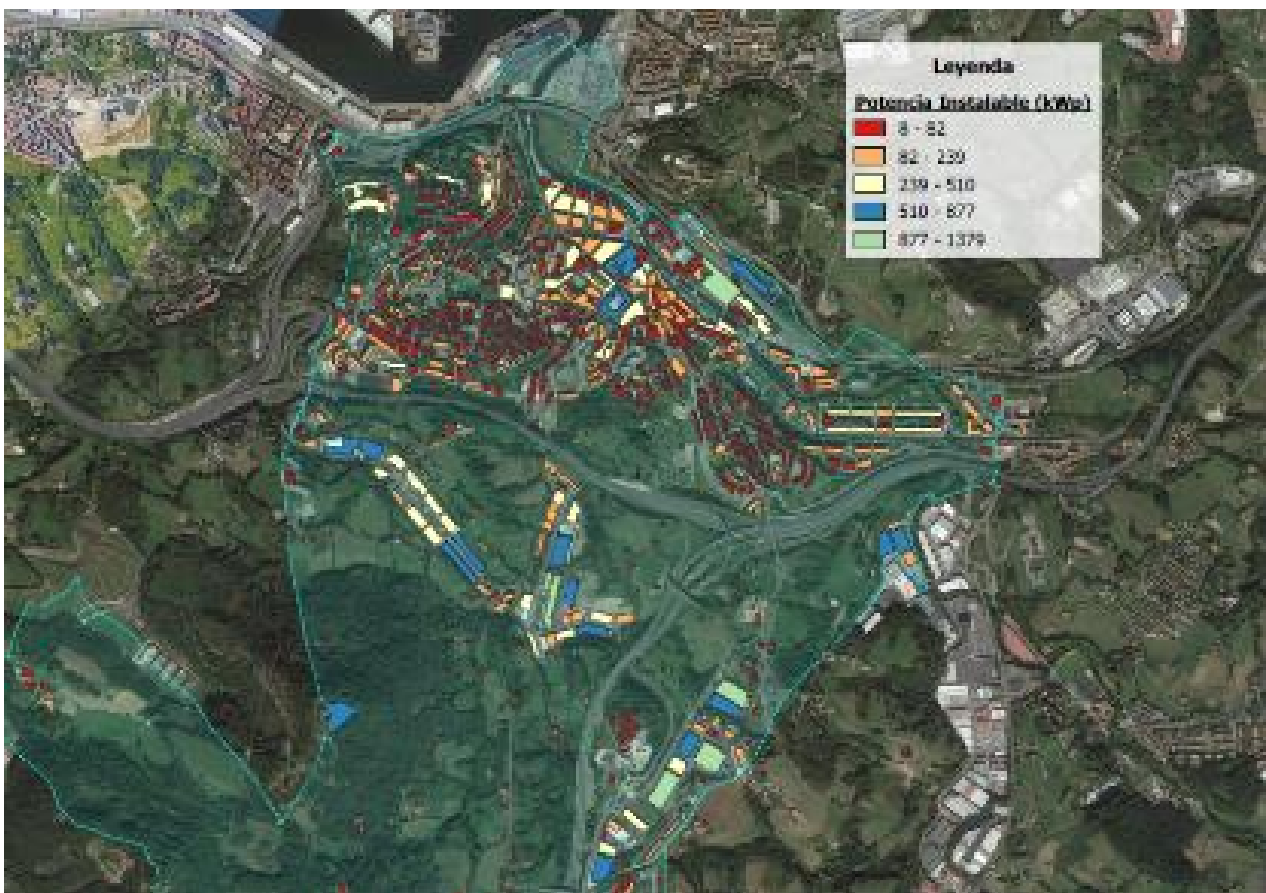 Leyenda
Potencia Instalable (kWp)
8 - 82
82 - 239
239 - 510
510 - 877
877 - 1379